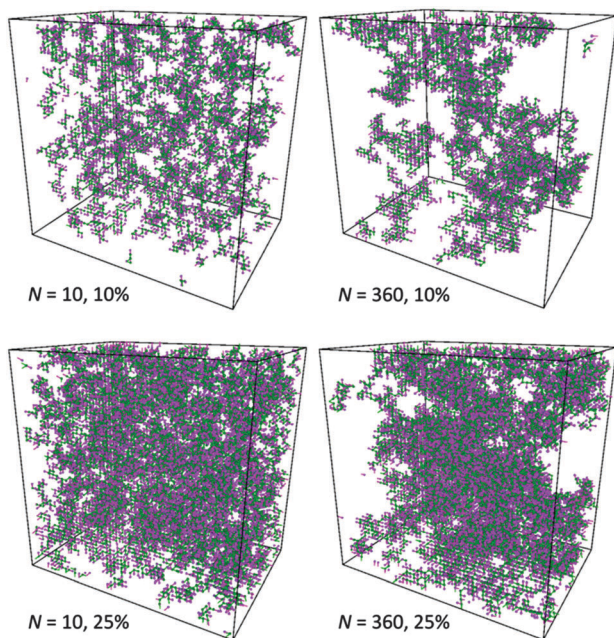 N = 10, 10%
N = 360, 10%
N = 10, 25%
N = 360, 25%